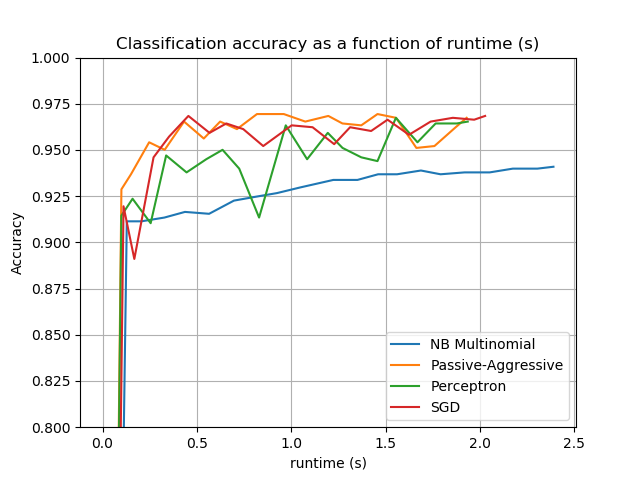 Classification accuracy as a function of runtime (s)
1.000
0.975
0.950
0.925
0.900
0.875
0.850
0.825
0.800
Accuracy
NB Multinomial
Passive-Aggressive
Perceptron
SGD
0.0 0.5 1.0 1.5 2.0 2.5
runtime (s)